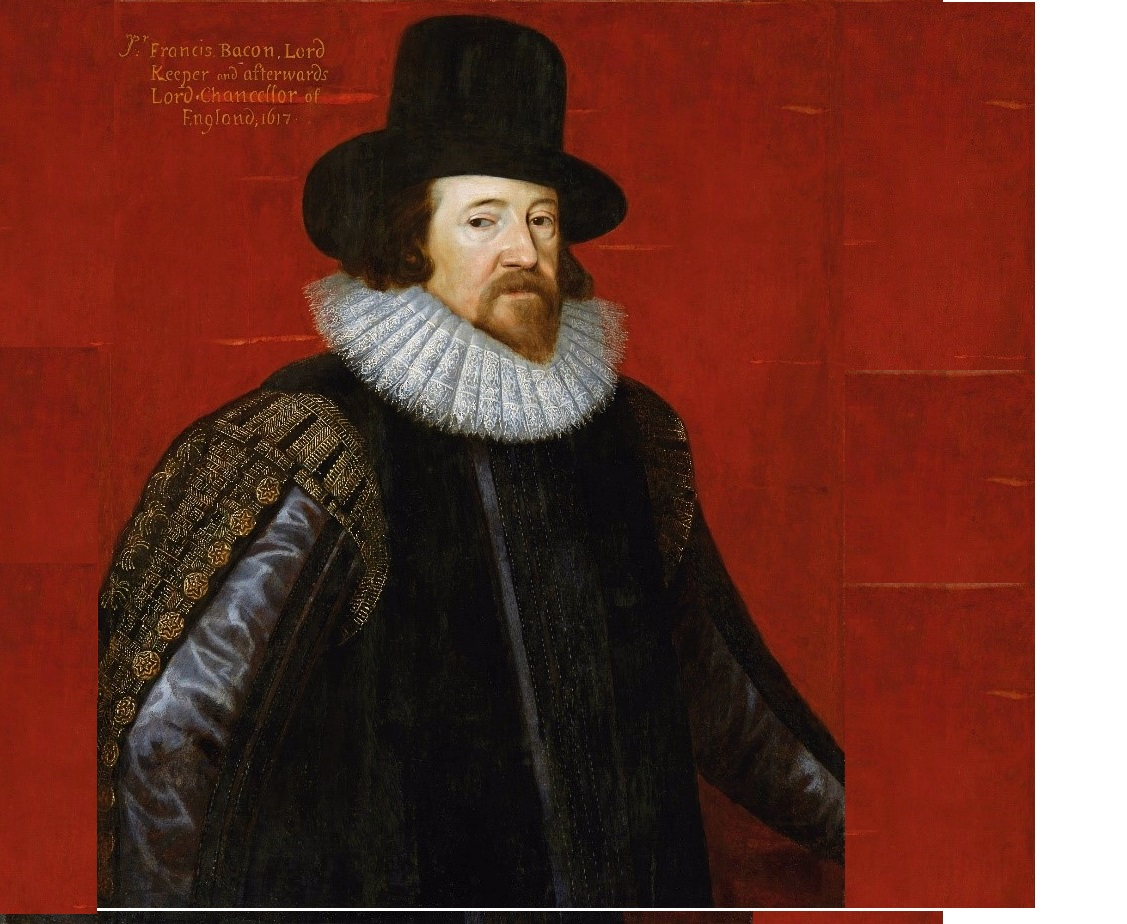 Sr Francis Bacon, Lord
Keeper and afterwards
Lord Chancellor of
England, 1617.